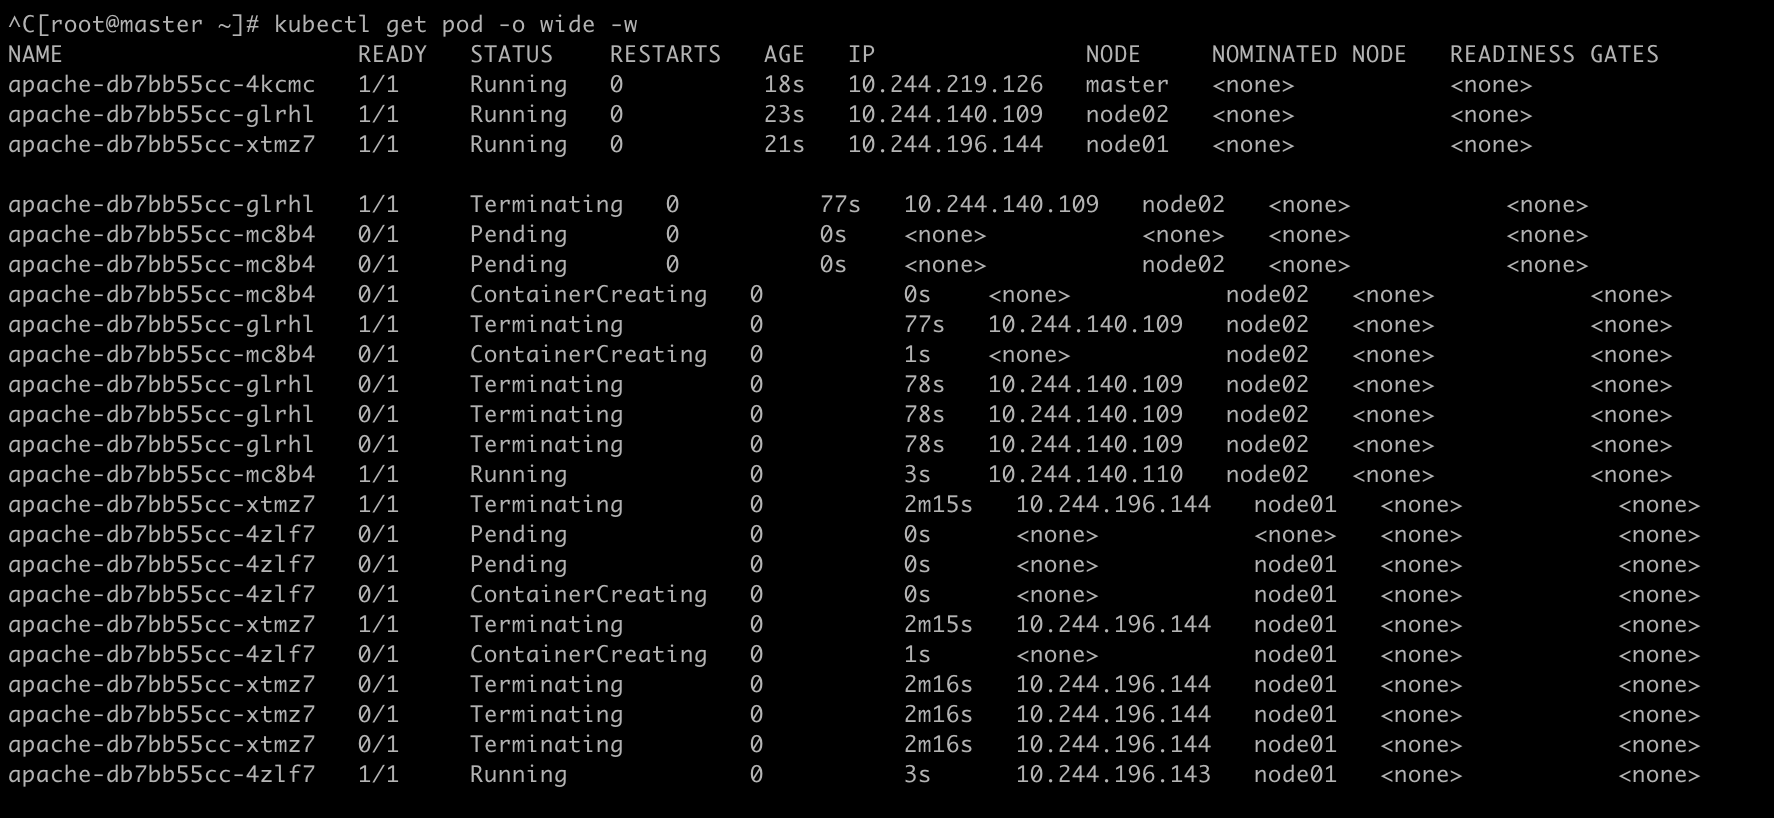 ^C[root@master ~]# kubectl get pod -o wide -w
NAME                     READY   STATUS    RESTARTS   AGE   IP               NODE     NOMINATED NODE   READINESS GATES
apache-db7bb55cc-4kcmc   1/1     Running   0          18s   10.244.219.126   master   <none>           <none>
apache-db7bb55cc-glrhl   1/1     Running   0          23s   10.244.140.109   node02   <none>           <none>
apache-db7bb55cc-xtmz7   1/1     Running   0          21s   10.244.196.144   node01   <none>           <none>

apache-db7bb55cc-glrhl   1/1     Terminating   0          77s   10.244.140.109   node02   <none>           <none>
apache-db7bb55cc-mc8b4   0/1     Pending       0          0s    <none>           <none>   <none>           <none>
apache-db7bb55cc-mc8b4   0/1     Pending       0          0s    <none>           node02   <none>           <none>
apache-db7bb55cc-mc8b4   0/1     ContainerCreating   0          0s    <none>           node02   <none>           <none>
apache-db7bb55cc-glrhl   1/1     Terminating         0          77s   10.244.140.109   node02   <none>           <none>
apache-db7bb55cc-mc8b4   0/1     ContainerCreating   0          1s    <none>           node02   <none>           <none>
apache-db7bb55cc-glrhl   0/1     Terminating         0          78s   10.244.140.109   node02   <none>           <none>
apache-db7bb55cc-glrhl   0/1     Terminating         0          78s   10.244.140.109   node02   <none>           <none>
apache-db7bb55cc-glrhl   0/1     Terminating         0          78s   10.244.140.109   node02   <none>           <none>
apache-db7bb55cc-mc8b4   1/1     Running             0          3s    10.244.140.110   node02   <none>           <none>
apache-db7bb55cc-xtmz7   1/1     Terminating         0          2m15s   10.244.196.144   node01   <none>           <none>
apache-db7bb55cc-4zlf7   0/1     Pending             0          0s      <none>           <none>   <none>           <none>
apache-db7bb55cc-4zlf7   0/1     Pending             0          0s      <none>           node01   <none>           <none>
apache-db7bb55cc-4zlf7   0/1     ContainerCreating   0          0s      <none>           node01   <none>           <none>
apache-db7bb55cc-xtmz7   1/1     Terminating         0          2m15s   10.244.196.144   node01   <none>           <none>
apache-db7bb55cc-4zlf7   0/1     ContainerCreating   0          1s      <none>           node01   <none>           <none>
apache-db7bb55cc-xtmz7   0/1     Terminating         0          2m16s   10.244.196.144   node01   <none>           <none>
apache-db7bb55cc-xtmz7   0/1     Terminating         0          2m16s   10.244.196.144   node01   <none>           <none>
apache-db7bb55cc-xtmz7   0/1     Terminating         0          2m16s   10.244.196.144   node01   <none>           <none>
apache-db7bb55cc-4zlf7   1/1     Running             0          3s      10.244.196.143   node01   <none>           <none>